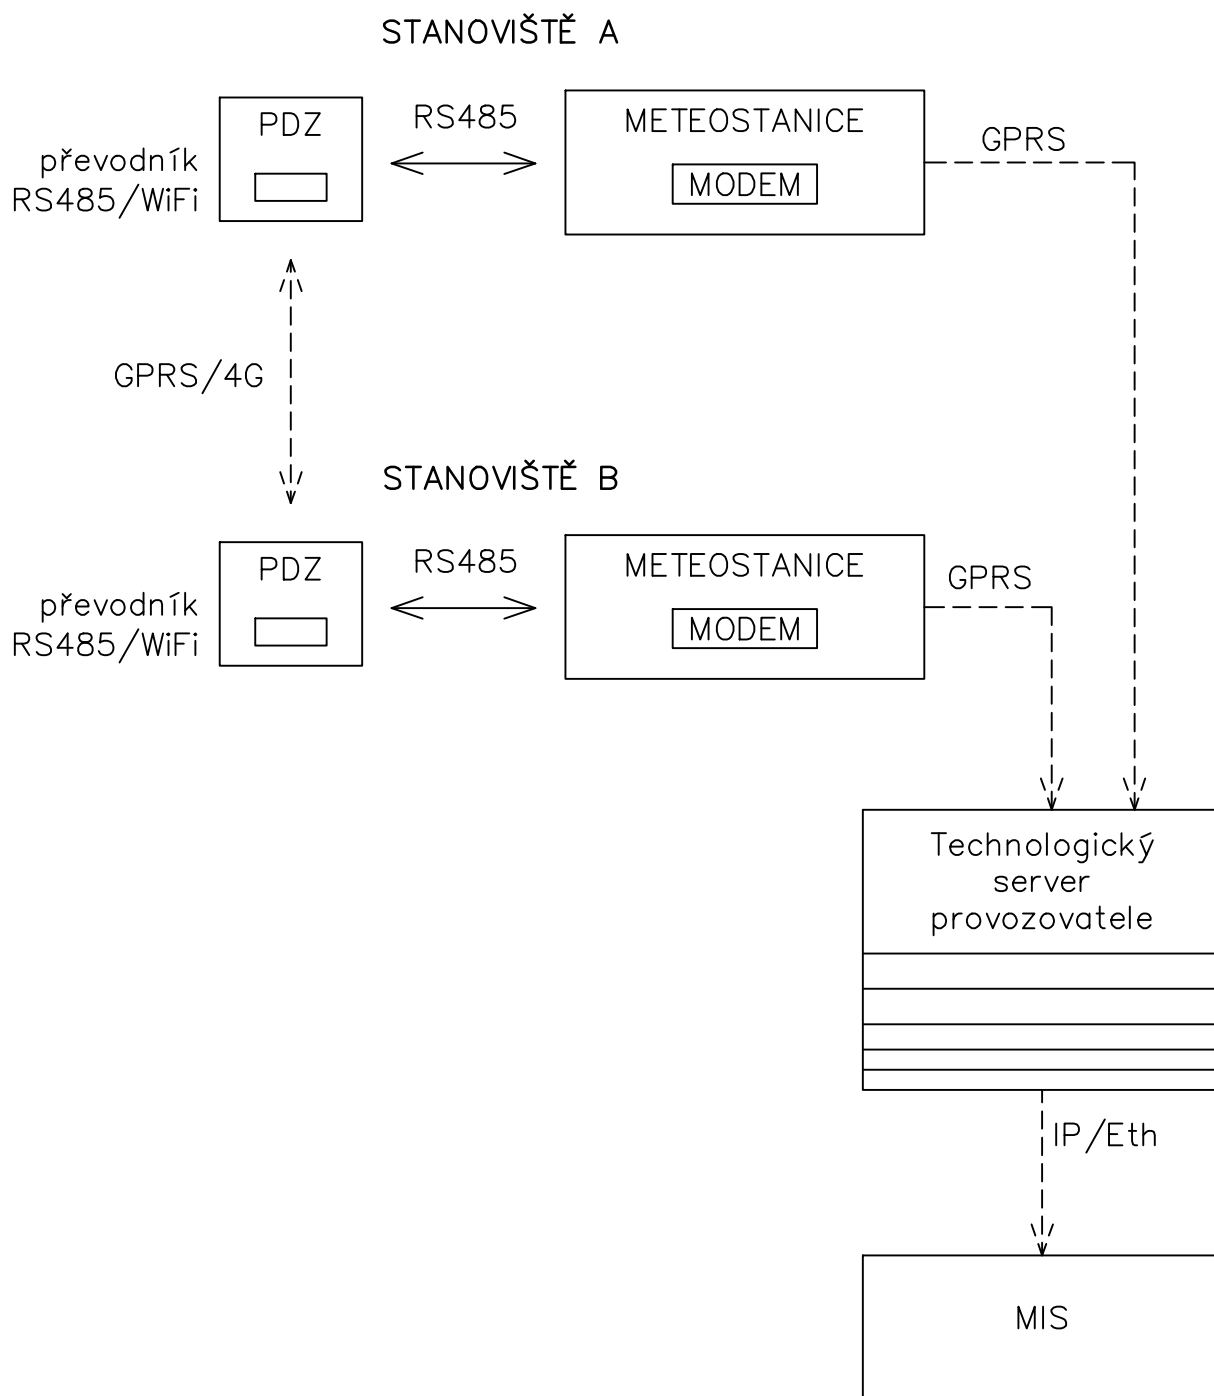 STANOVIŠTĚ A
PDZ
převodník
RS485/WiFi
RS485
METEOSTANICE
MODEM
GPRS
GPRS/4G
STANOVIŠTĚ B
PDZ
převodník
RS485/WiFi
RS485
METEOSTANICE
MODEM
GPRS
Technologický
server
provozovatele
IP/Eth
MIS